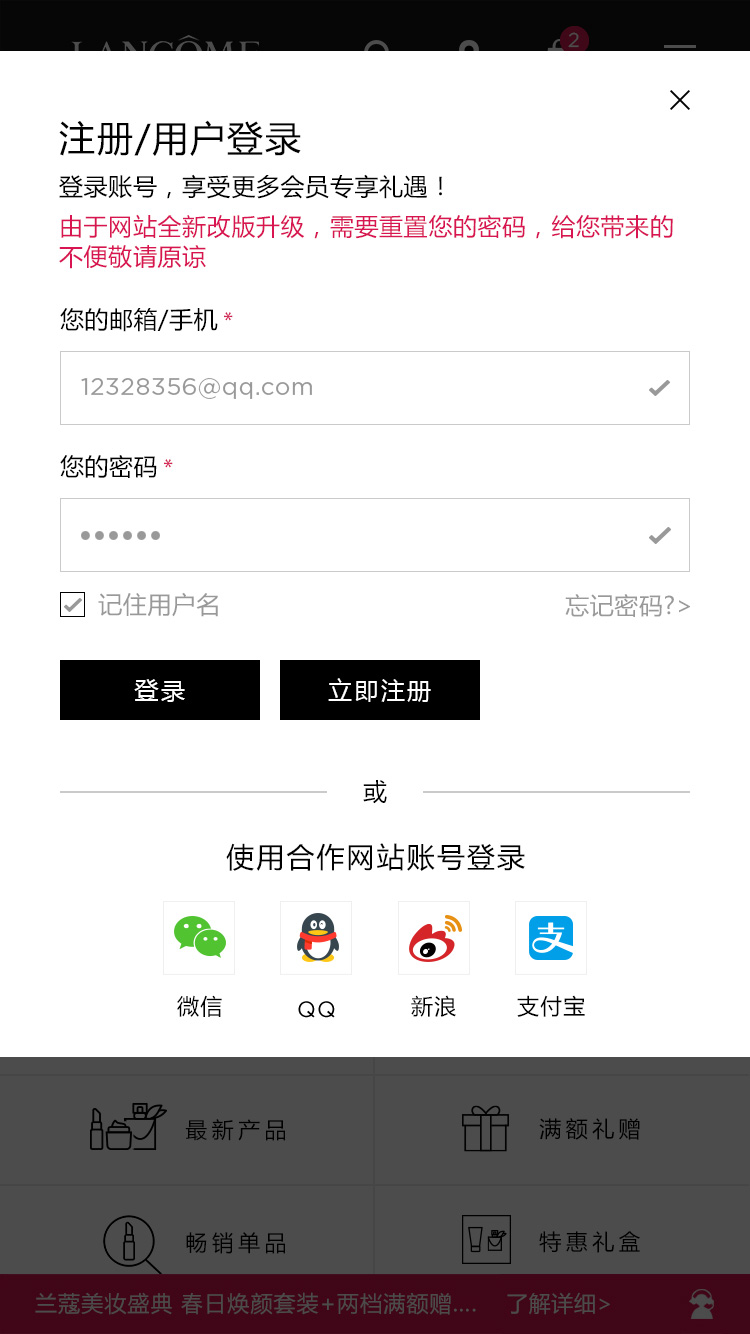 LANCÔME
2
注册/用户登录
登录账号，享受更多会员专享礼遇！
由于网站全新改版升级，需要重置您的密码，给您带来的
不便敬请原谅
您的邮箱/手机 *
12328356@qq.com
您的密码 *
记住用户名 忘记密码?>
登录 立即注册
或
使用合作网站账号登录
支
微信 QQ 新浪 支付宝
最新产品 满额礼赠
畅销单品 特惠礼盒
兰蔻美妆盛典 春日焕颜套装+两档满额赠.... 了解详细>